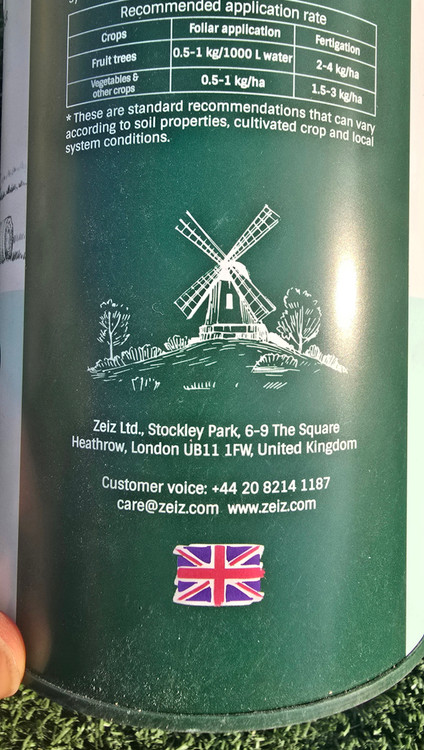 Recommended application rate
Crops Foliar application Fertigation
Fruit trees 0.5-1 kg/1000 L water 2-4 kg/ha
Vegetables &
other crops 0.5-1 kg/ha 1.5-3 kg/ha
* These are standard recommendations that can vary
according to soil properties, cultivated crop and local
system conditions.
Zeiz Ltd., Stockley Park, 6-9 The Square
Heathrow, London UB11 1FW, United Kingdom
Customer voice: +44 20 8214 1187
care@zeiz.com www.zeiz.com